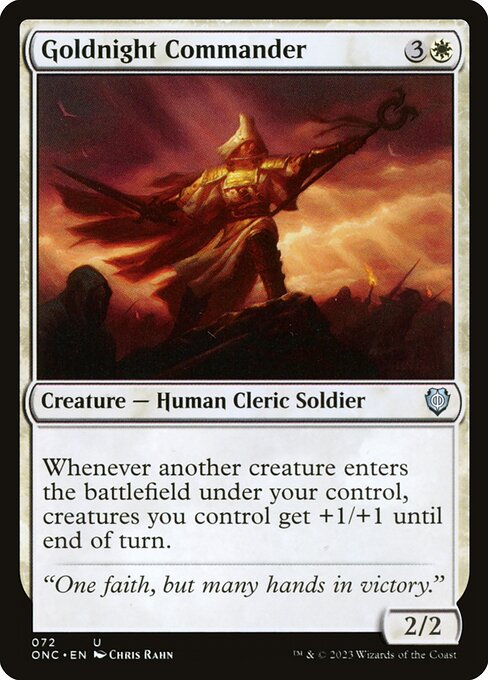 Goldnight Commander 3
Creature — Human Cleric Soldier
Whenever another creature enters
the battlefield under your control,
creatures you control get +1/+1 until
end of turn.
“One faith, but many hands in victory.”
2/2
072 U
ONC • EN Chris Rahn ™ & © 2023 Wizards of the Coast